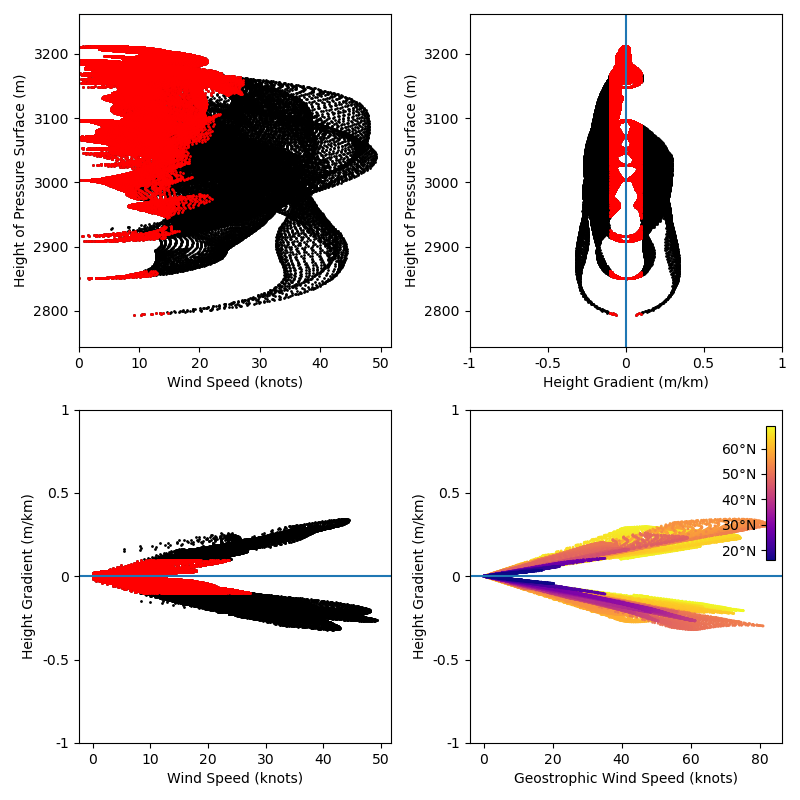 3200
3100
3000
2900
2800
Height of Pressure Surface (m)
0 10 20 30 40 50
Wind Speed (knots)
3200
3100
3000
2900
2800
Height of Pressure Surface (m)
-1 -0.5 0 0.5 1
Height Gradient (m/km)
1
0.5
0
-0.5
-1
Height Gradient (m/km)
0 10 20 30 40 50
Wind Speed (knots)
1
0.5
0
-0.5
-1
Height Gradient (m/km)
60°N
50°N
40°N
30°N
20°N
0 20 40 60 80
Geostrophic Wind Speed (knots)